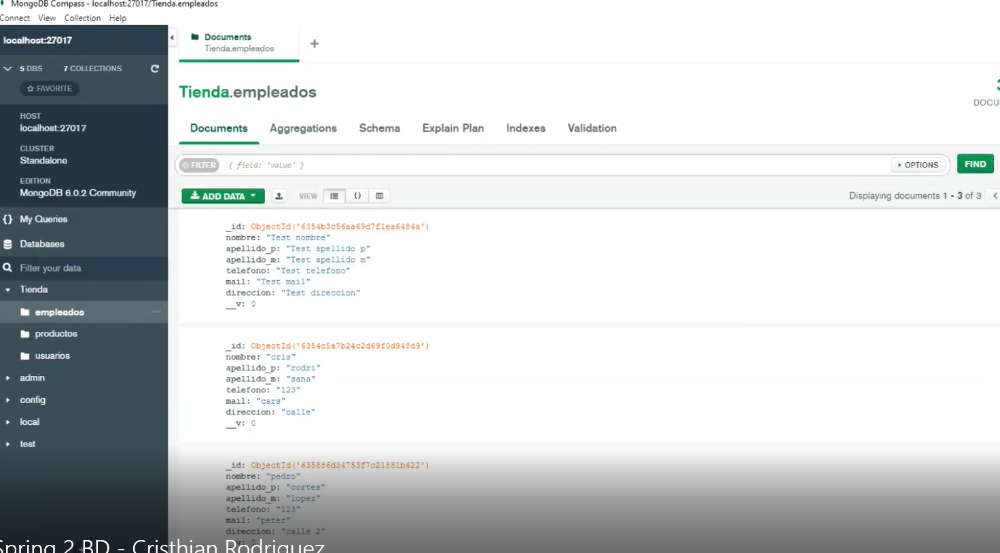 MongoDB Compass - localhost:27017/Tienda.empleados
Connect View Collection Help
localhost:27017
5 DBS 7 COLLECTIONS
FAVORITE
HOST
localhost:27017
CLUSTER
Standalone
EDITION
MongoDB 6.0.2 Community
{} My Queries
Databases
Filter your data
Tienda
empleados
productos
usuarios
admin
config
local
test
Documents
Tienda.empleados
+
Tienda.empleados
DOCU
Documents Aggregations Schema Explain Plan Indexes Validation
FILTER { field: 'value' } OPTIONS FIND
ADD DATA VIEW {} Displaying documents 1 - 3 of 3 <
_id: ObjectId('6354b3c56aa69d7f1ea6484a')
nombre: "Test nombre"
apellido_p: "Test apellido p"
apellido_m: "Test apellido m"
telefono: "Test telefono"
mail: "Test mail"
direccion: "Test direccion"
__v: 0
_id: ObjectId('6354c5a7b24c2d69f0d948d9')
nombre: "cris"
apellido_p: "rodri"
apellido_m: "sana"
telefono: "123"
mail: "cars"
direccion: "calle"
__v: 0
_id: ObjectId('635886d34753f7c21881b422')
nombre: "pedro"
apellido_p: "cortes"
apellido_m: "lopez"
telefono: "123"
mail: "peter"
direccion: "calle 2"
__v: 0
Spring 2 BD - Cristhian Rodriguez